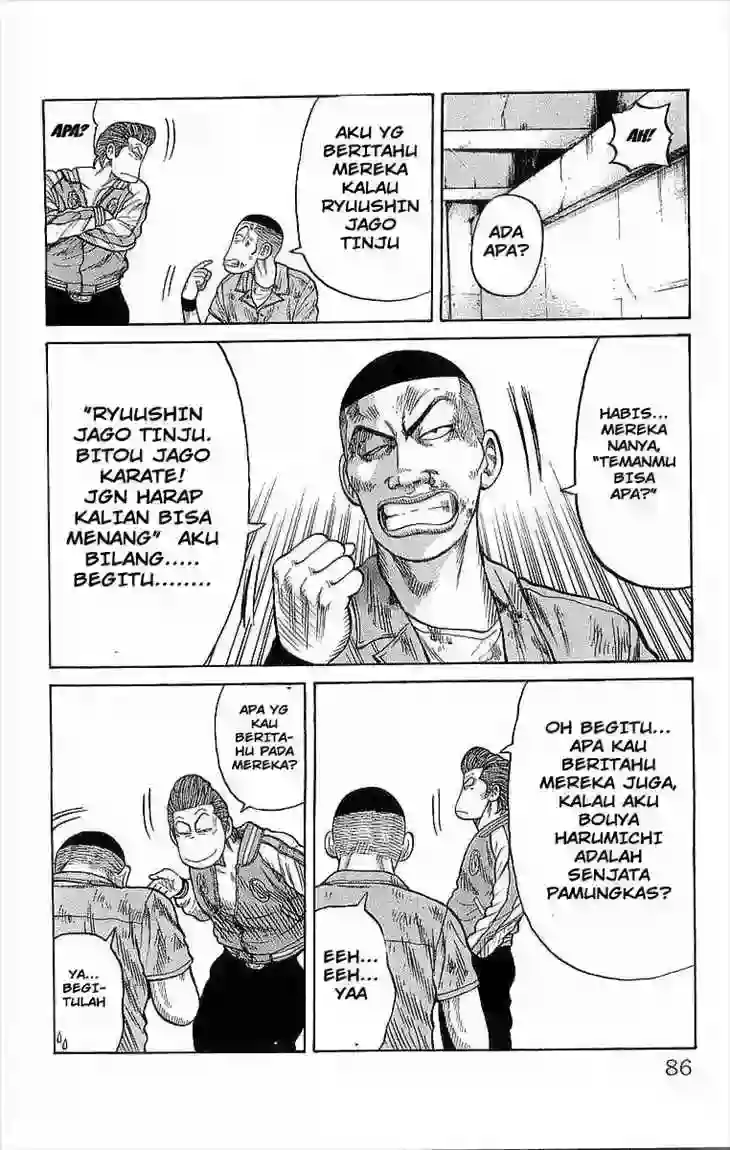 AH!
ADA
APA?
AKU YG
BERITAHU
MEREKA
KALAU
RYUUSHIN
JAGO
TINJU
APA?
HABIS...
MEREKA
NANYA,
"TEMANMU
BISA
APA?"
"RYUUSHIN
JAGO TINJU.
BITOU JAGO
KARATE!
JGN HARAP
KALIAN BISA
MENANG" AKU
BILANG.....
BEGITU........
OH BEGITU...
APA KAU
BERITAHU
MEREKA JUGA,
KALAU AKU
BOUYA
HARUMICHI
ADALAH
SENJATA
PAMUNGKAS?
EEH...
EEH...
YAA
APA YG
KAU
BERITA-
HU PADA
MEREKA?
YA...
BEGI-
TULAH
86